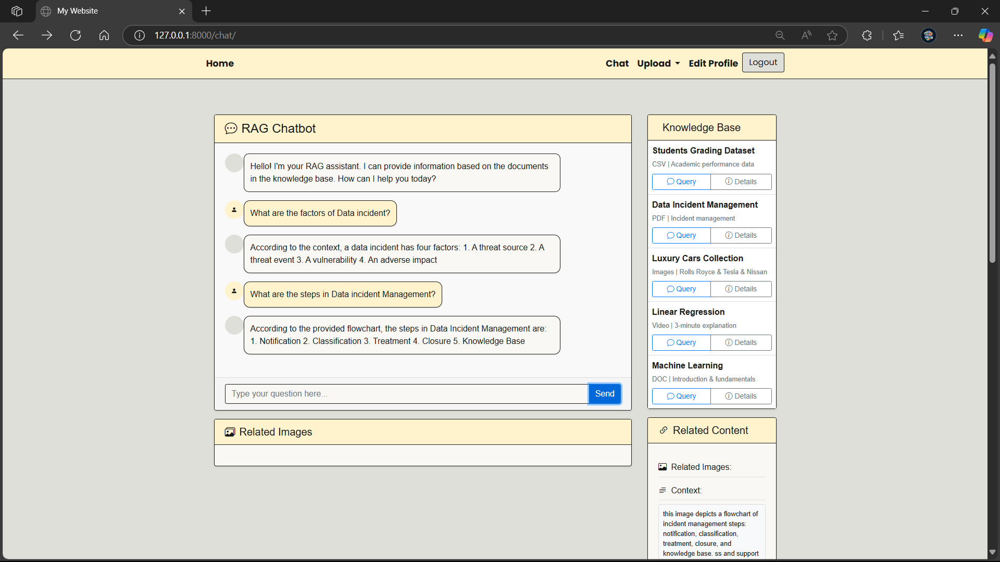 My Website
127.0.0.1:8000/chat/
Home
Chat Upload Edit Profile Logout
RAG Chatbot
Hello! I'm your RAG assistant. I can provide information based on the documents
in the knowledge base. How can I help you today?
What are the factors of Data incident?
According to the context, a data incident has four factors: 1. A threat source 2. A
threat event 3. A vulnerability 4. An adverse impact
What are the steps in Data incident Management?
According to the provided flowchart, the steps in Data Incident Management are:
1. Notification 2. Classification 3. Treatment 4. Closure 5. Knowledge Base
Type your question here...
Send
Related Images
Knowledge Base
Students Grading Dataset
CSV | Academic performance data
Query Details
Data Incident Management
PDF | Incident management
Query Details
Luxury Cars Collection
Images | Rolls Royce & Tesla & Nissan
Query Details
Linear Regression
Video | 3-minute explanation
Query Details
Machine Learning
DOC | Introduction & fundamentals
Query Details
Related Content
Related Images:
Context:
this image depicts a flowchart of
incident management steps:
notification, classification,
treatment, closure, and
knowledge base. ss and support